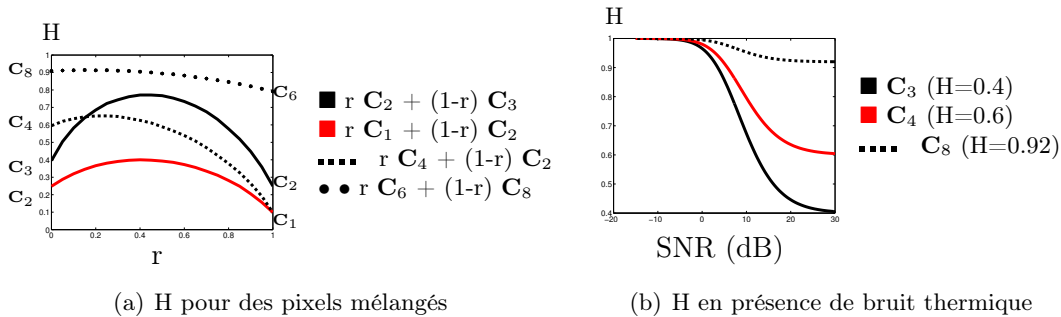 H
1
0.9
0.8
0.7
0.6
0.5
0.4
0.3
0.2
0.1
0
C8
C4
C3
C2
C6
C2
C1
0 0.2 0.4 0.6 0.8 1
r
r C2 + (1-r) C3
r C1 + (1-r) C2
r C4 + (1-r) C2
r C6 + (1-r) C8
(a) H pour des pixels mélangés
H
1
0.9
0.8
0.7
0.6
0.5
0.4
−20 −10 0 10 20 30
SNR (dB)
C3 (H=0.4)
C4 (H=0.6)
C8 (H=0.92)
(b) H en présence de bruit thermique